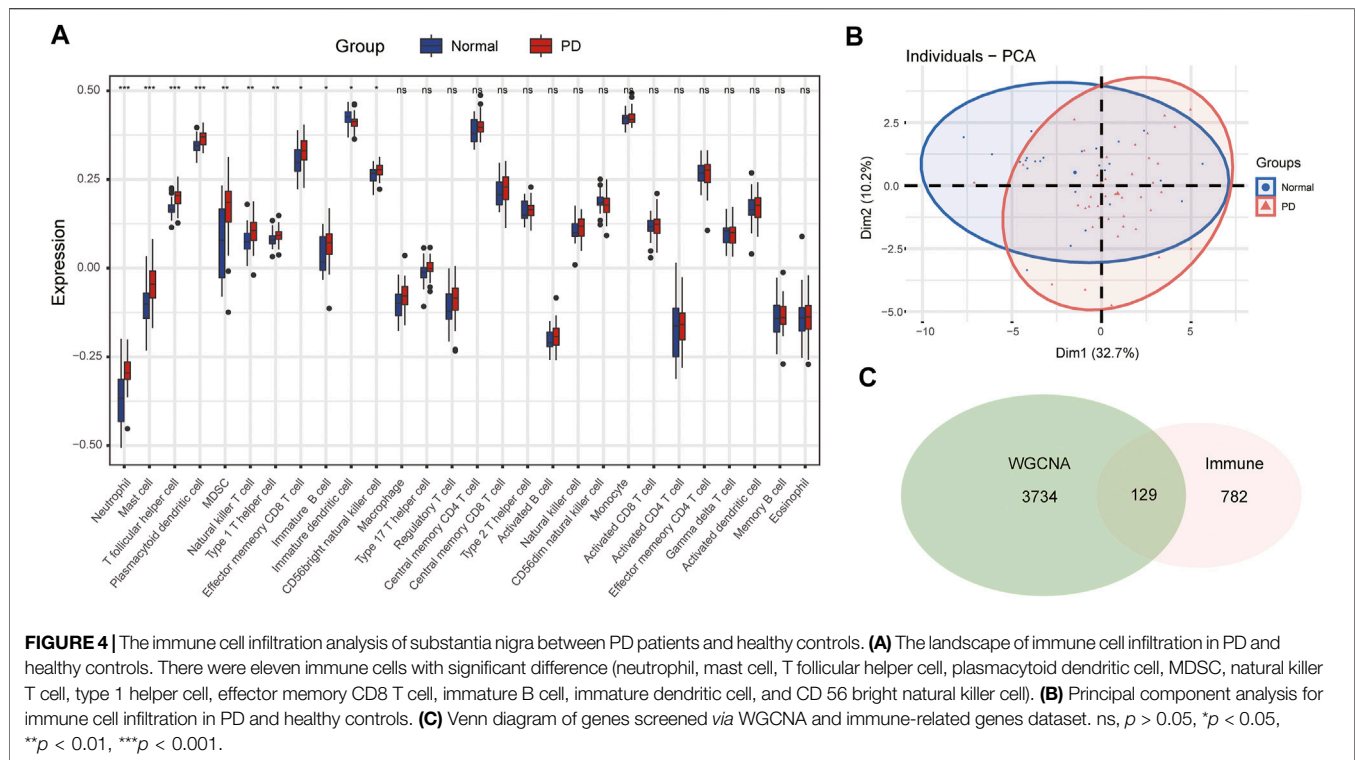 A
Group Normal PD
*** *** *** *** ** ** ** * * * * ns ns ns ns ns ns ns ns ns ns ns ns ns ns ns ns ns
Expression
0.50
0.25
0.00
−0.25
−0.50
Neutrophil
Mast cell
T follicular helper cell
Plasmacytoid dendritic cell
MDSC
Natural killer T cell
Type 1 T helper cell
Effector memeory CD8 T cell
Immature B cell
Immature dendritic cell
CD56bright natural killer cell
Macrophage
Type 17 T helper cell
Regulatory T cell
Central memory CD4 T cell
Central memory CD8 T cell
Type 2 T helper cell
Activated B cell
Natural killer cell
CD56dim natural killer cell
Monocyte
Activated CD8 T cell
Activated CD4 T cell
Effector memeory CD4 T cell
Gamma delta T cell
Activated dendritic cell
Memory B cell
Eosinophil
B
Individuals − PCA
Dim2 (10.2%)
2.5
0.0
−2.5
−5.0
−10 −5 0 5
Dim1 (32.7%)
Groups
Normal
PD
C
WGCNA
3734
129
Immune
782
FIGURE 4 | The immune cell infiltration analysis of substantia nigra between PD patients and healthy controls. (A) The landscape of immune cell infiltration in PD and
healthy controls. There were eleven immune cells with significant difference (neutrophil, mast cell, T follicular helper cell, plasmacytoid dendritic cell, MDSC, natural killer
T cell, type 1 helper cell, effector memory CD8 T cell, immature B cell, immature dendritic cell, and CD 56 bright natural killer cell). (B) Principal component analysis for
immune cell infiltration in PD and healthy controls. (C) Venn diagram of genes screened via WGCNA and immune-related genes dataset. ns, p > 0.05, *p < 0.05,
**p < 0.01, ***p < 0.001.